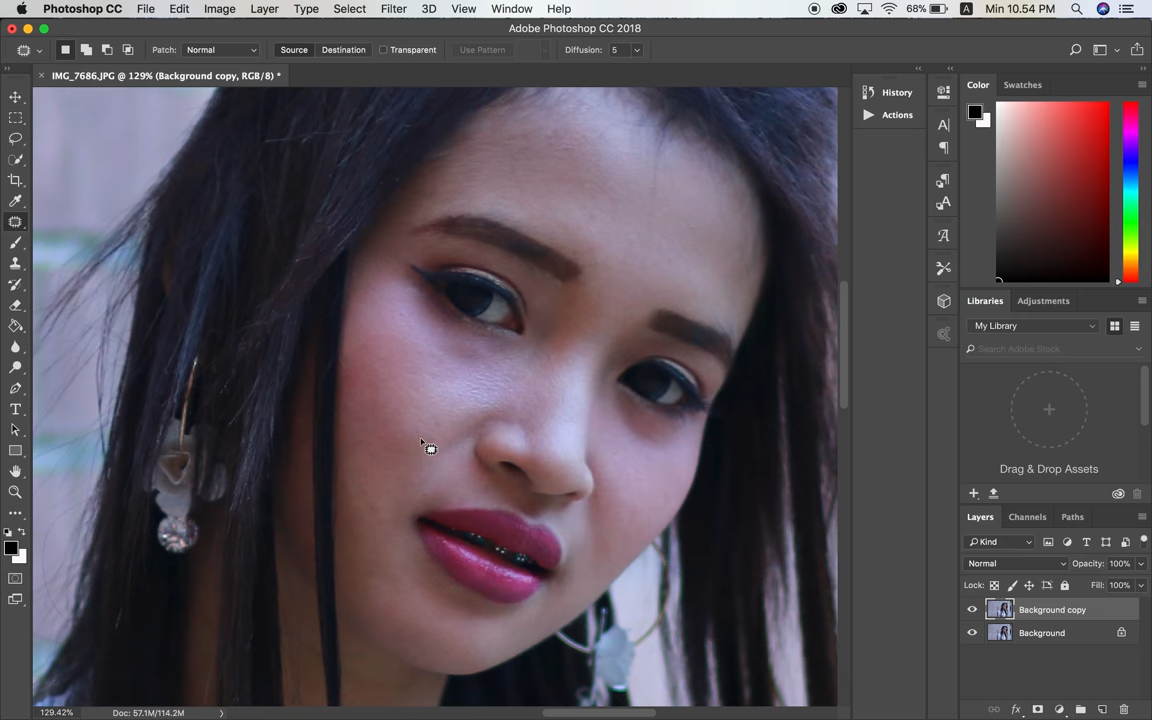 Photoshop CC File Edit Image Layer Type Select Filter 3D View Window Help 68% A Min 10.54 PM
Adobe Photoshop CC 2018
Patch: Normal Source Destination Transparent Use Pattern Diffusion: 5
IMG_7686.JPG @ 129% (Background copy, RGB/8) *
History
Actions
Color Swatches
Libraries Adjustments
My Library
Search Adobe Stock
Drag & Drop Assets
Layers Channels Paths
Kind
Normal Opacity: 100%
Lock: Fill: 100%
Background copy
Background
129.42% Doc: 57.1M/114.2M